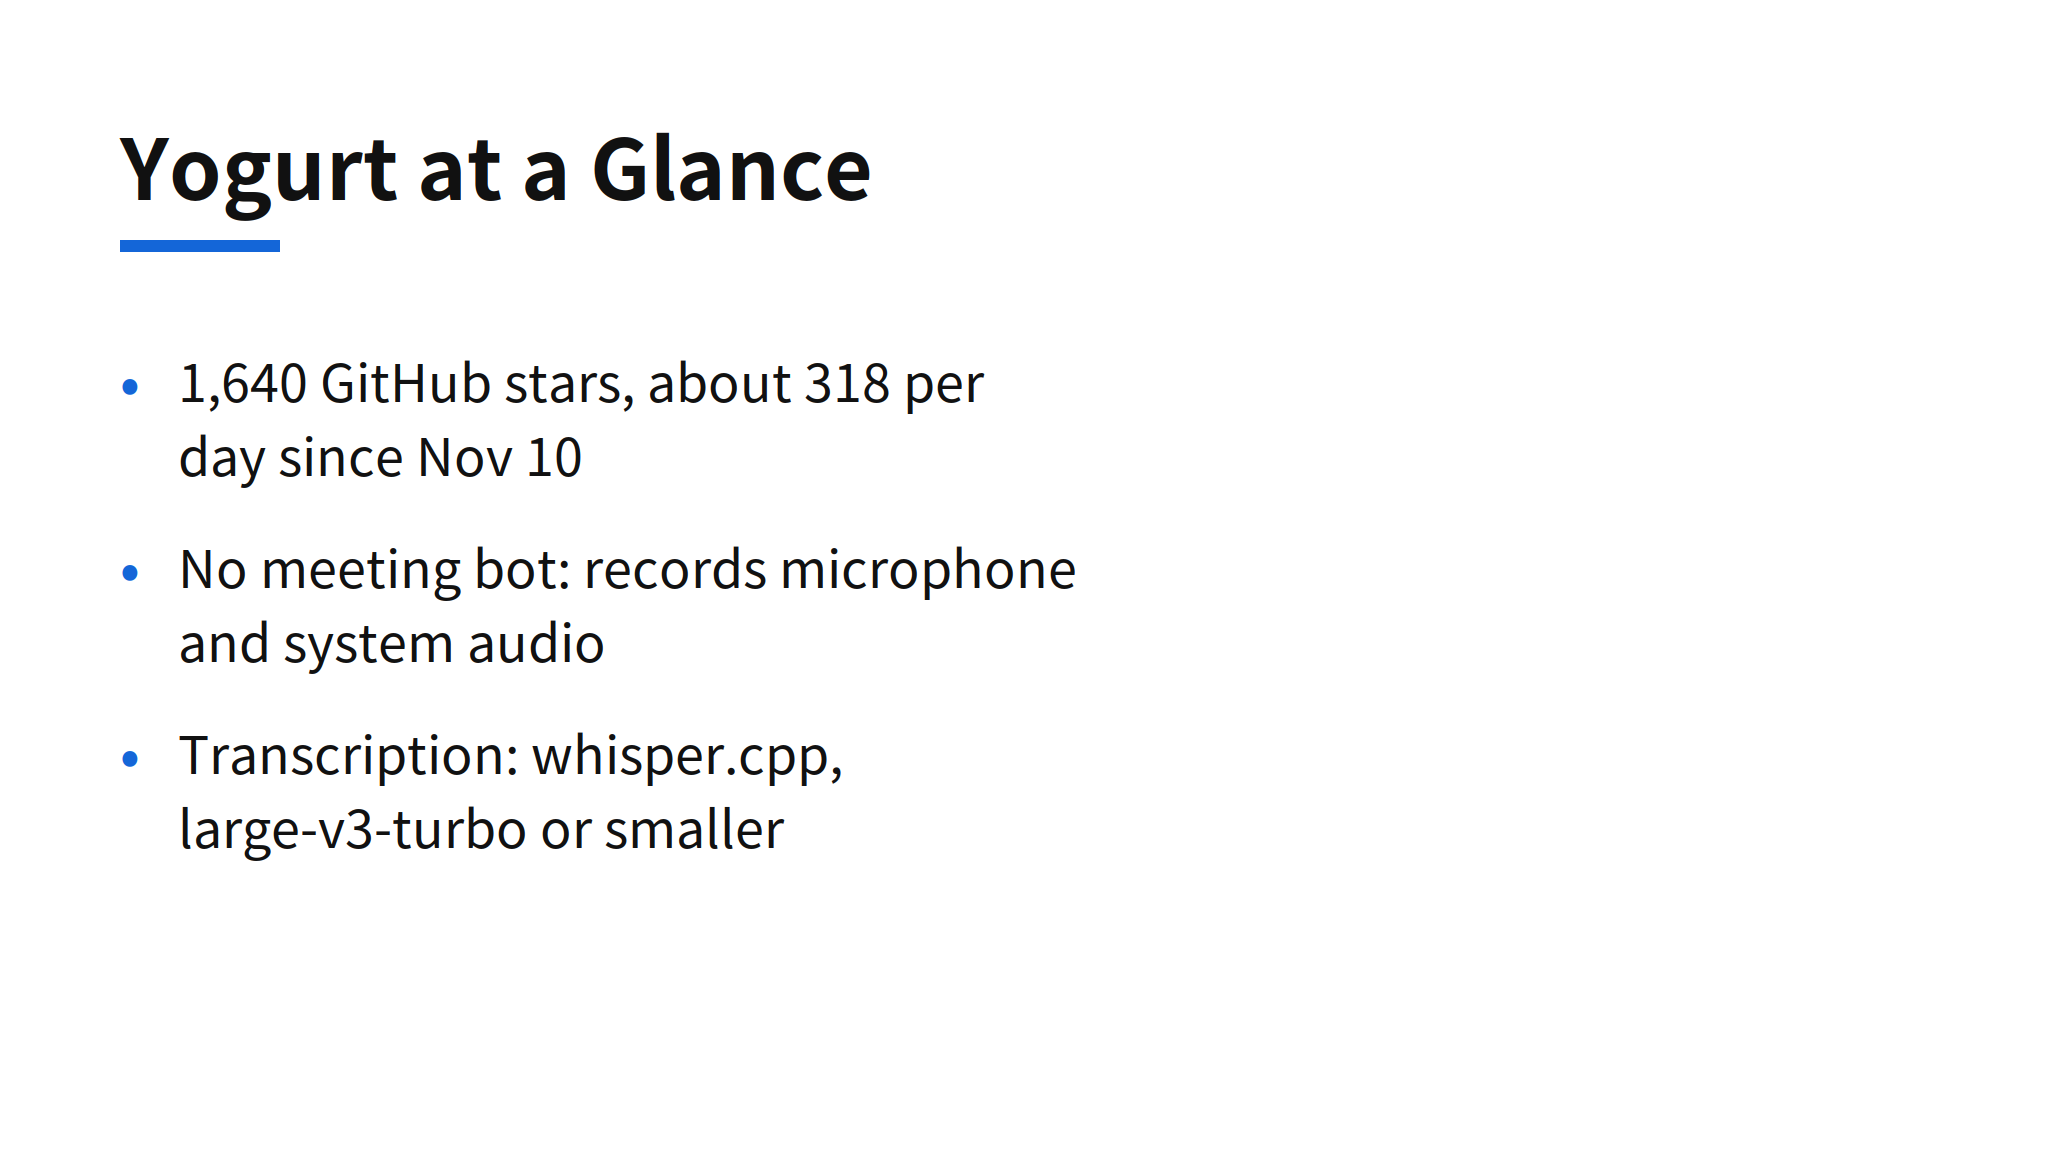 Yogurt at a Glance
• 1,640 GitHub stars, about 318 per
day since Nov 10
• No meeting bot: records microphone
and system audio
• Transcription: whisper.cpp,
large-v3-turbo or smaller